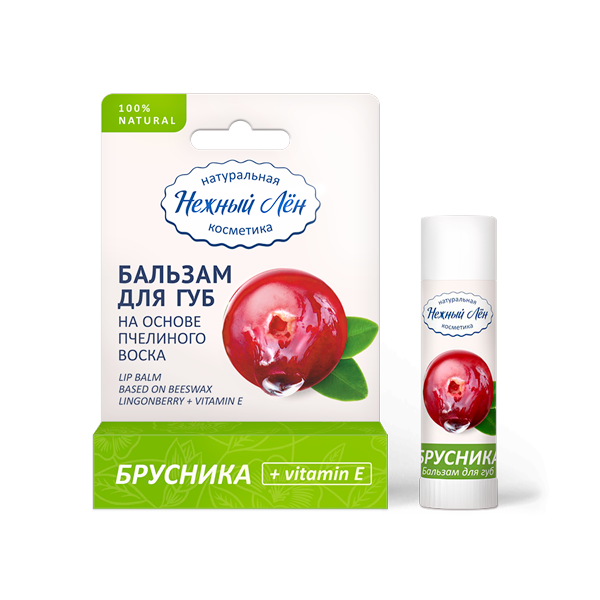 100%
NATURAL
натуральная
Нежный Лён
косметика
БАЛЬЗАМ
ДЛЯ ГУБ
НА ОСНОВЕ
ПЧЕЛИНОГО
ВОСКА
LIP BALM
BASED ON BEESWAX
LINGONBERRY + VITAMIN E
БРУСНИКА
+ vitamin E
натуральная
Нежный Лён
косметика
БРУСНИКА
Бальзам для губ